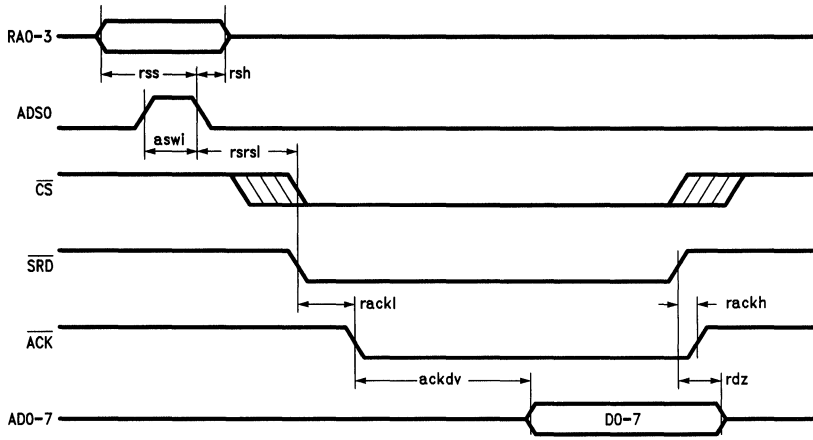 RA0-3
rss
rsh
ADS0
aswi
rsrsl
CS
SRD
rackl
rackh
ACK
ackdv
rdz
AD0-7
D0-7